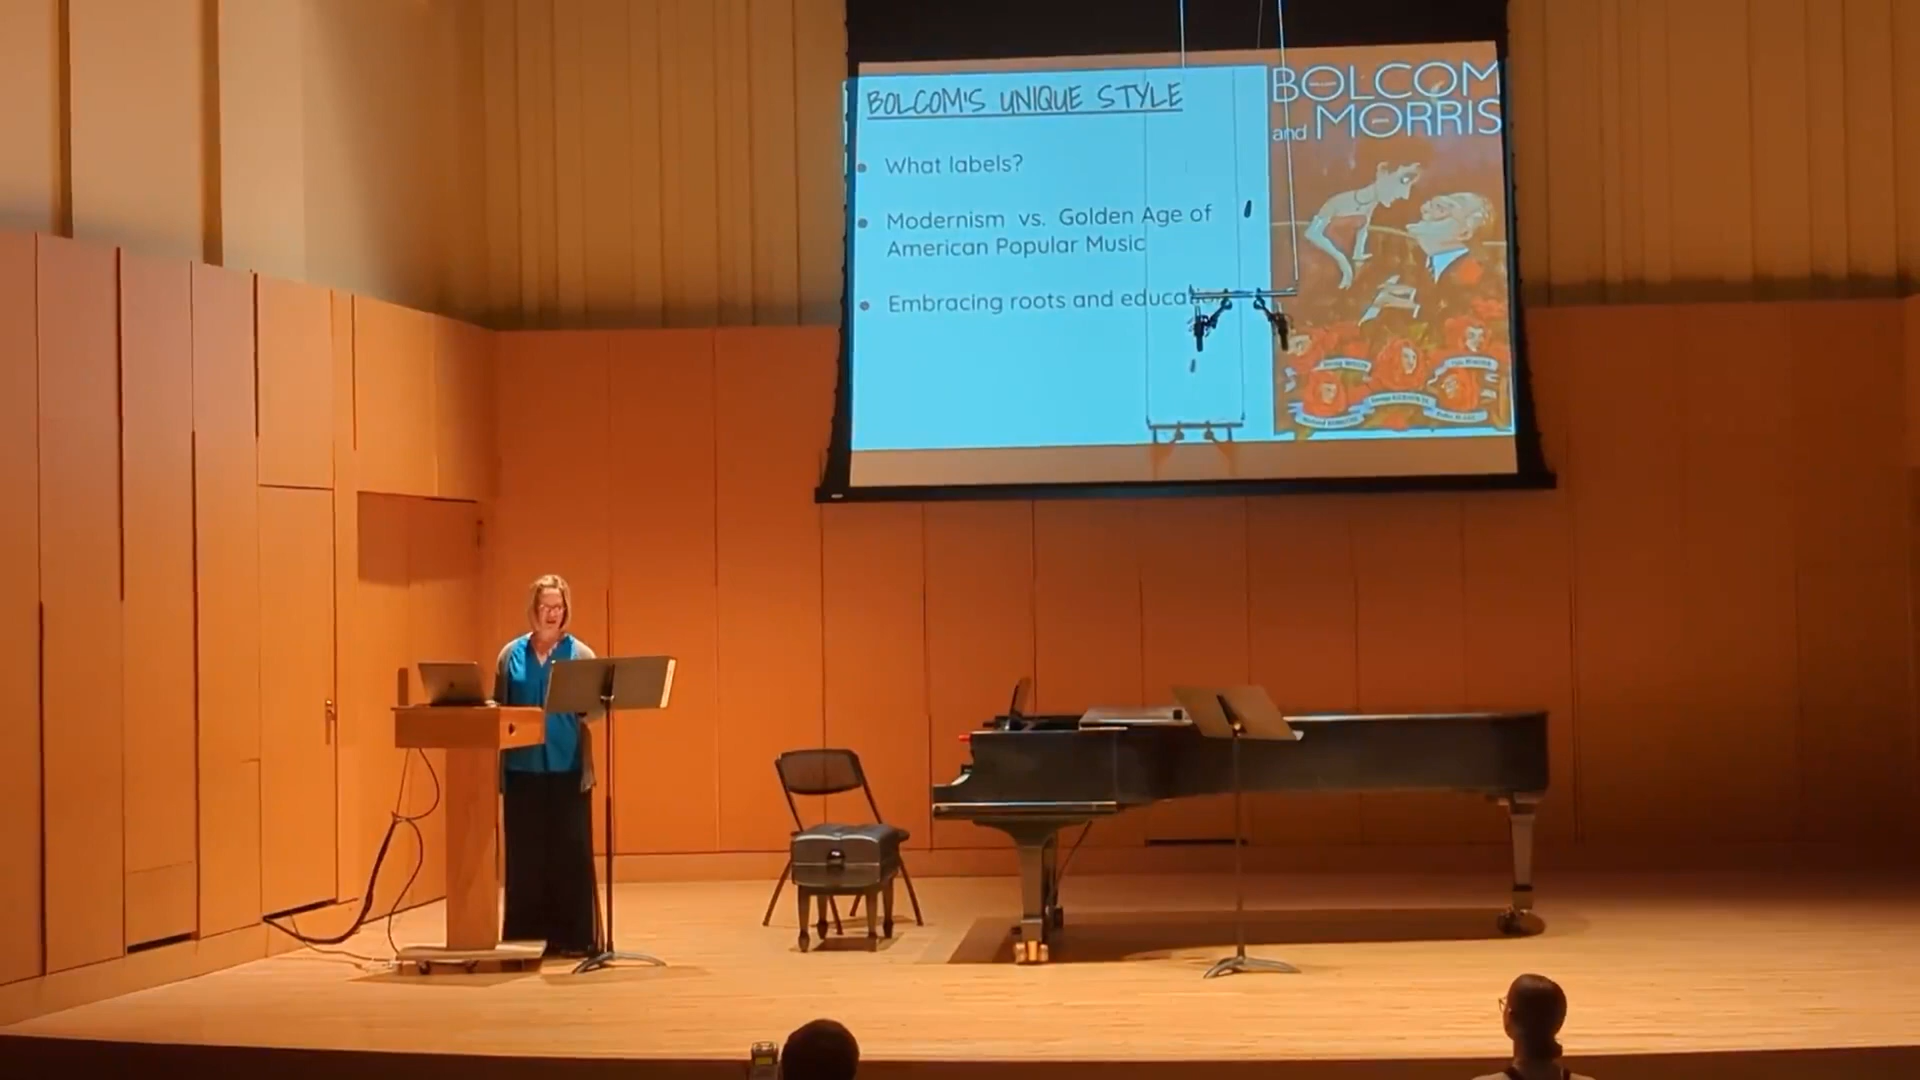 BOLCOM'S UNIQUE STYLE
What labels?
Modernism vs. Golden Age of
American Popular Music
Embracing roots and education
BOLCOM
and MORRIS